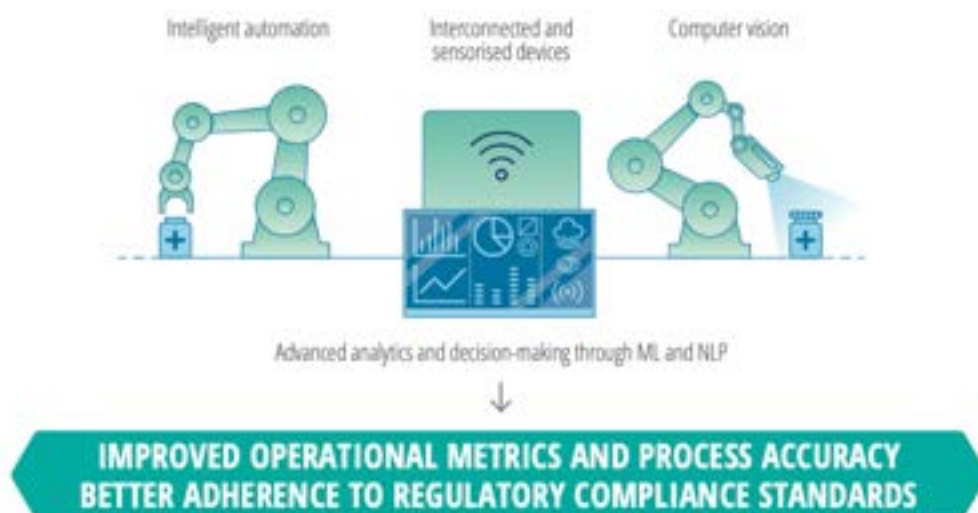 Intelligent automation
Interconnected and
sensorised devices
Computer vision
Advanced analytics and decision-making through ML and NLP
IMPROVED OPERATIONAL METRICS AND PROCESS ACCURACY
BETTER ADHERENCE TO REGULATORY COMPLIANCE STANDARDS